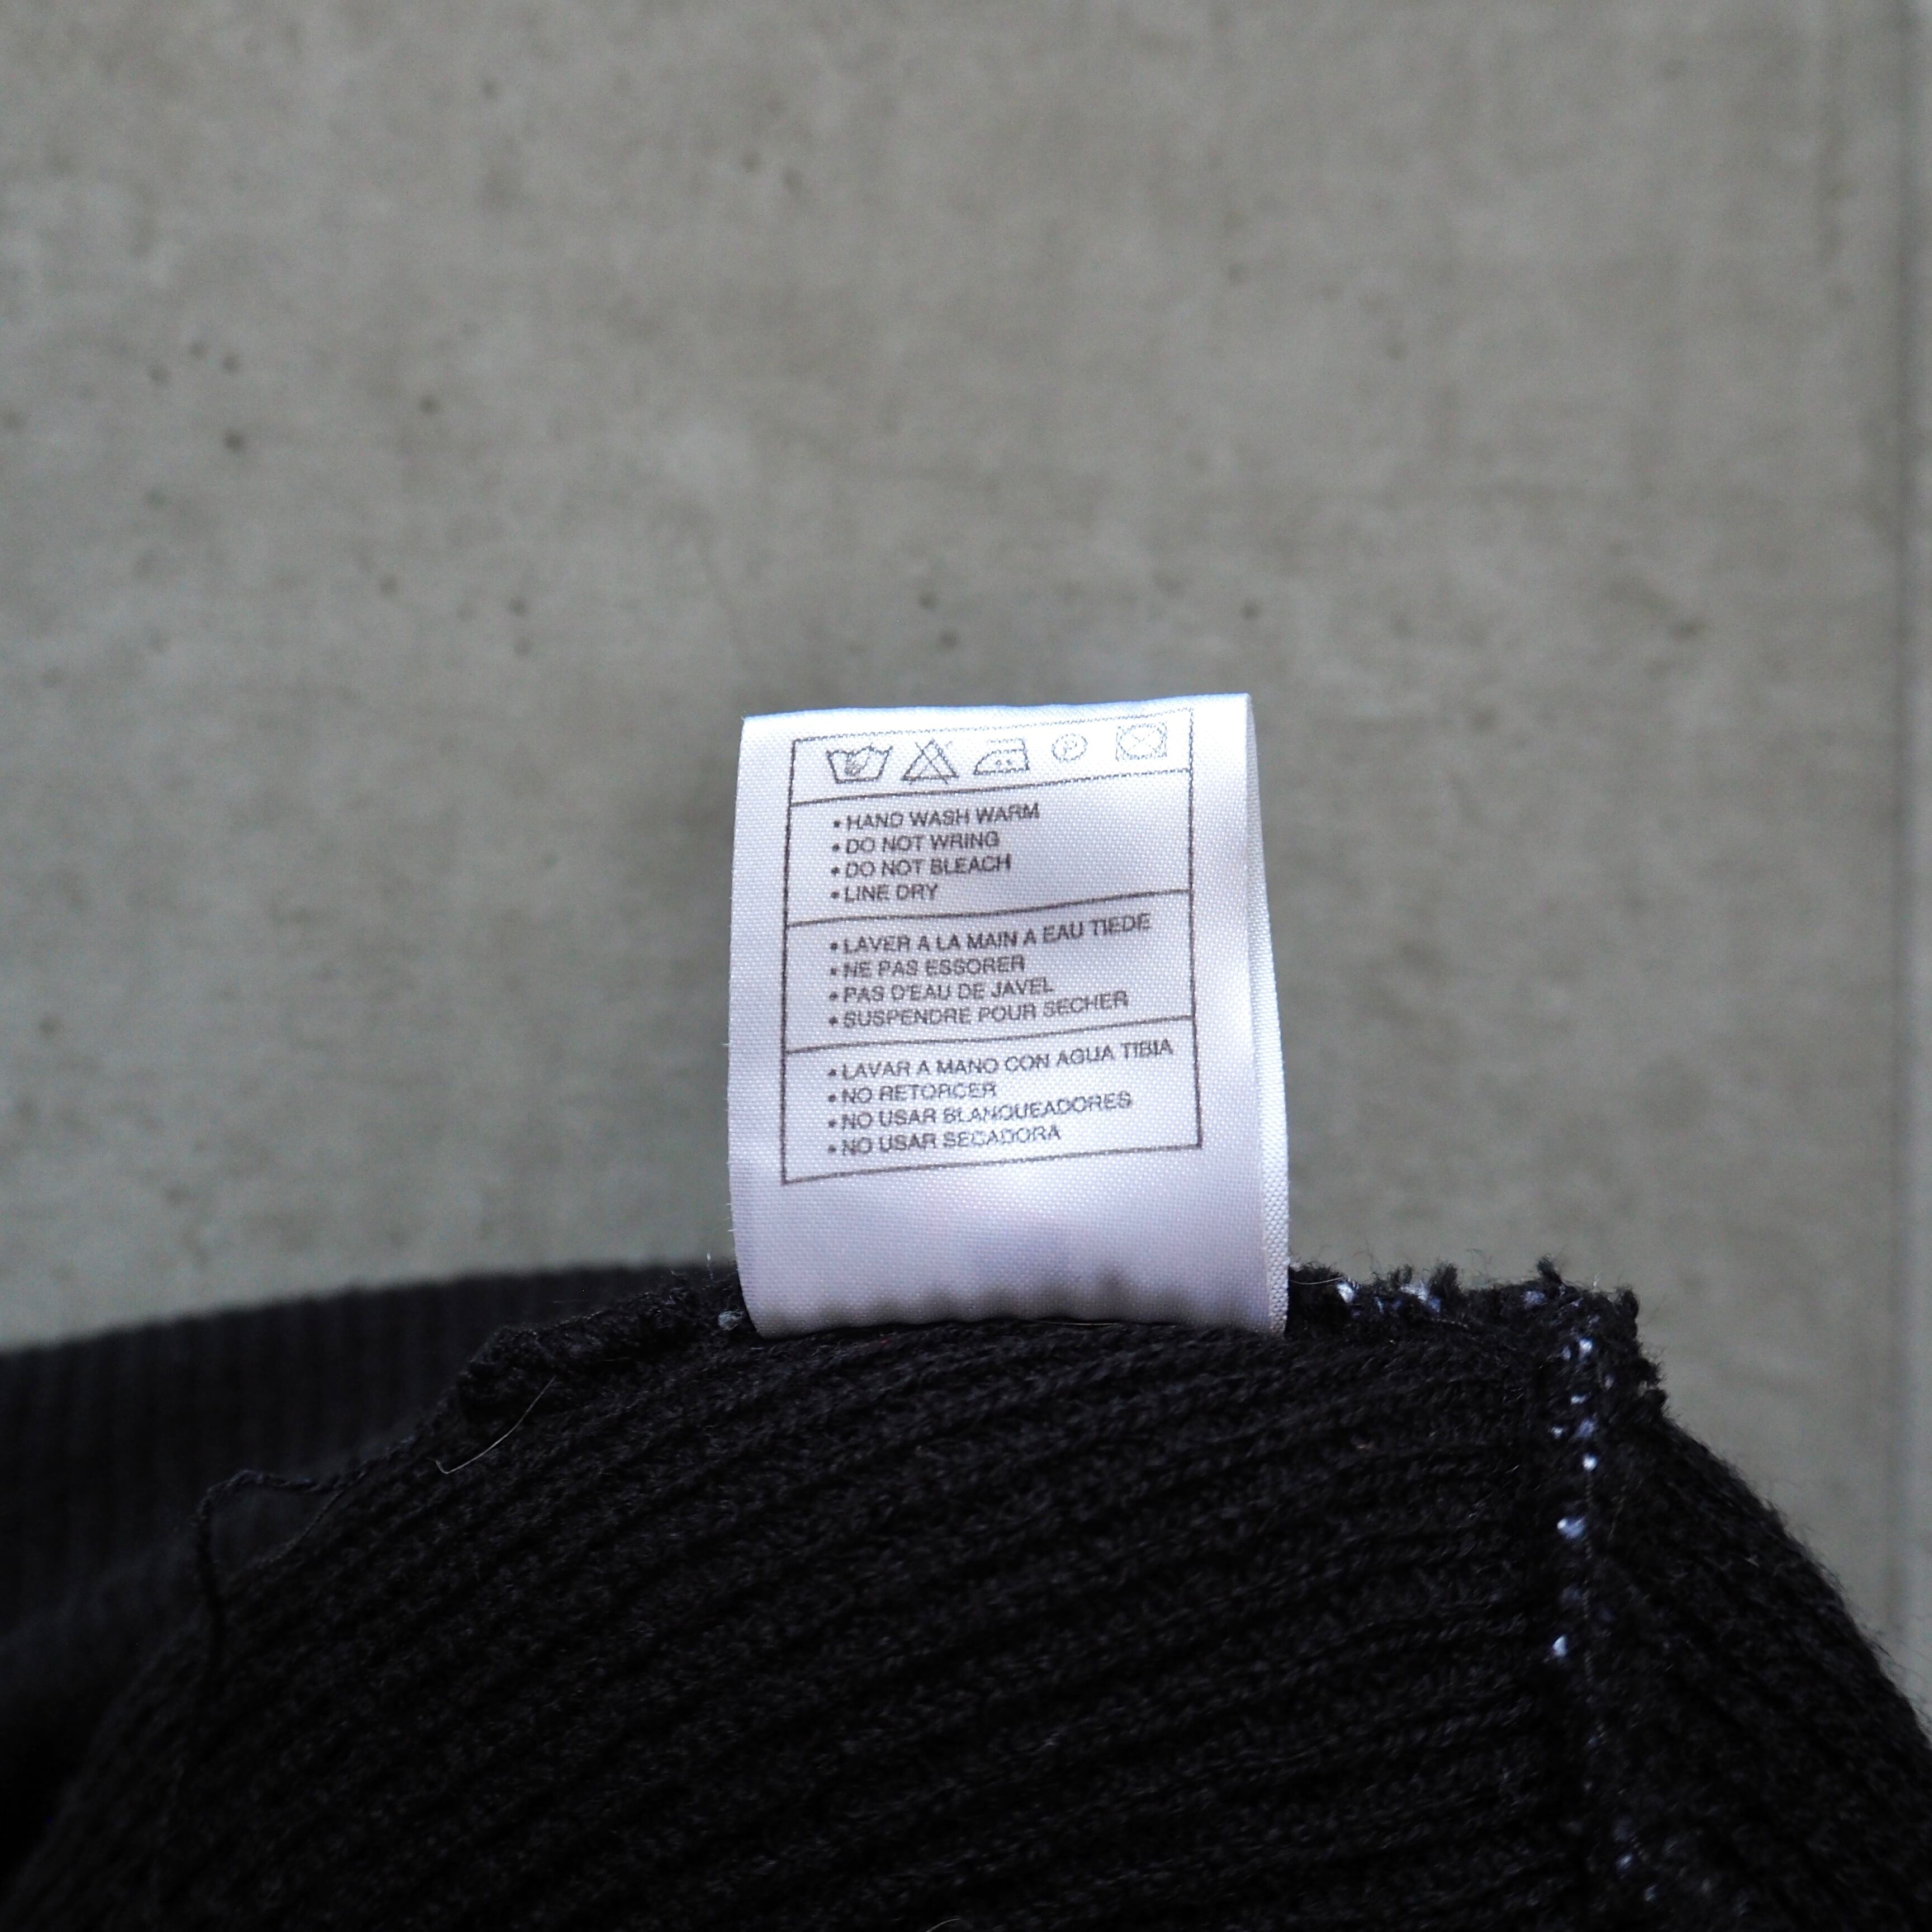 P
• HAND WASH WARM
• DO NOT WRING
• DO NOT BLEACH
• LINE DRY
• LAVER A LA MAIN A EAU TIEDE
• NE PAS ESSORER
• PAS D'EAU DE JAVEL
• SUSPENDRE POUR SECHER
• LAVAR A MANO CON AGUA TIBIA
• NO RETORCER
• NO USAR BLANQUEADORES
• NO USAR SECADORA